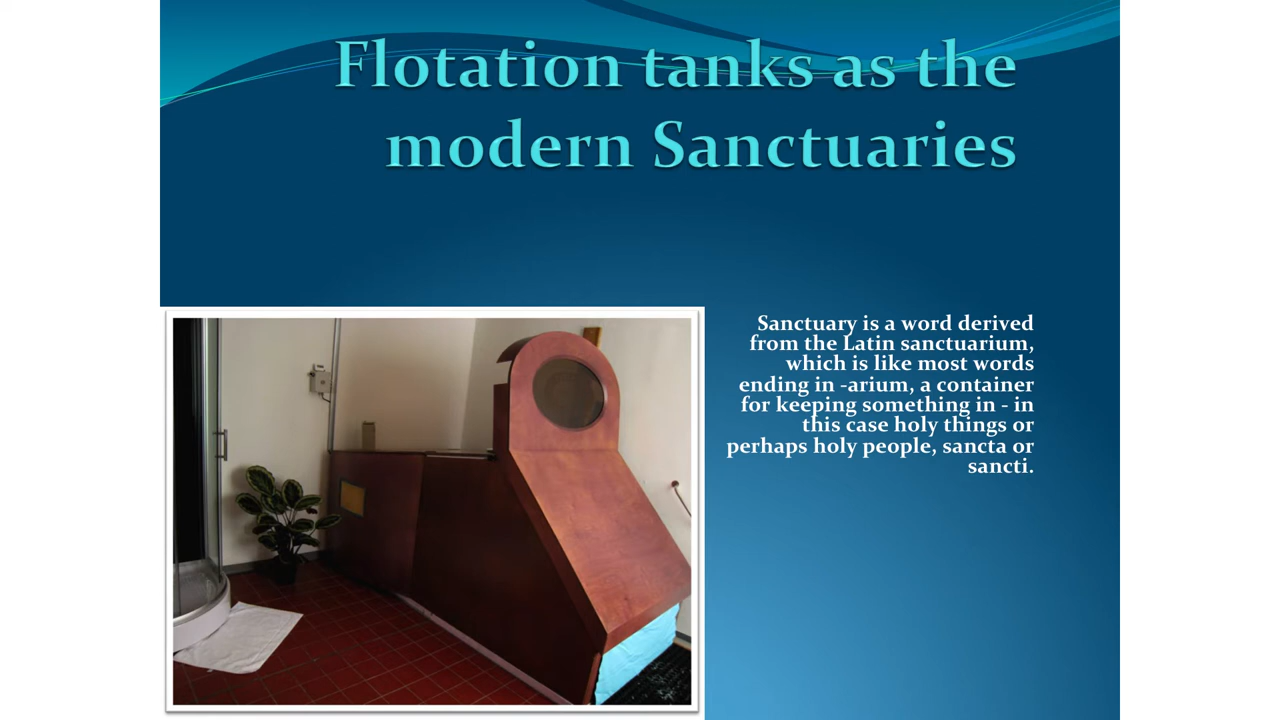 Flotation tanks as the
modern Sanctuaries
Sanctuary is a word derived
from the Latin sanctuarium,
which is like most words
ending in -arium, a container
for keeping something in - in
this case holy things or
perhaps holy people, sancta or
sancti.